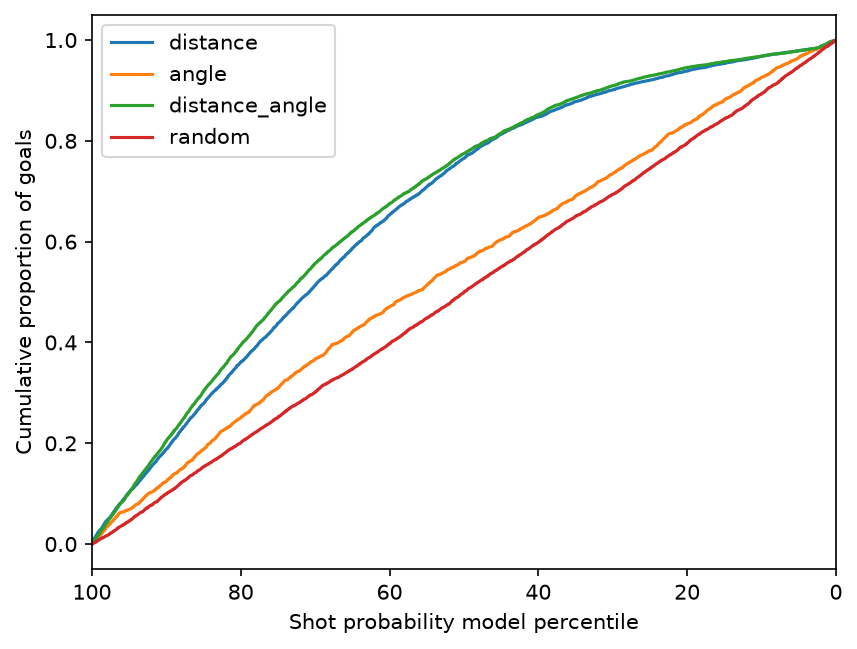 distance
angle
distance_angle
random
1.0
0.8
0.6
0.4
0.2
0.0
Cumulative proportion of goals
100
80
60
40
20
0
Shot probability model percentile